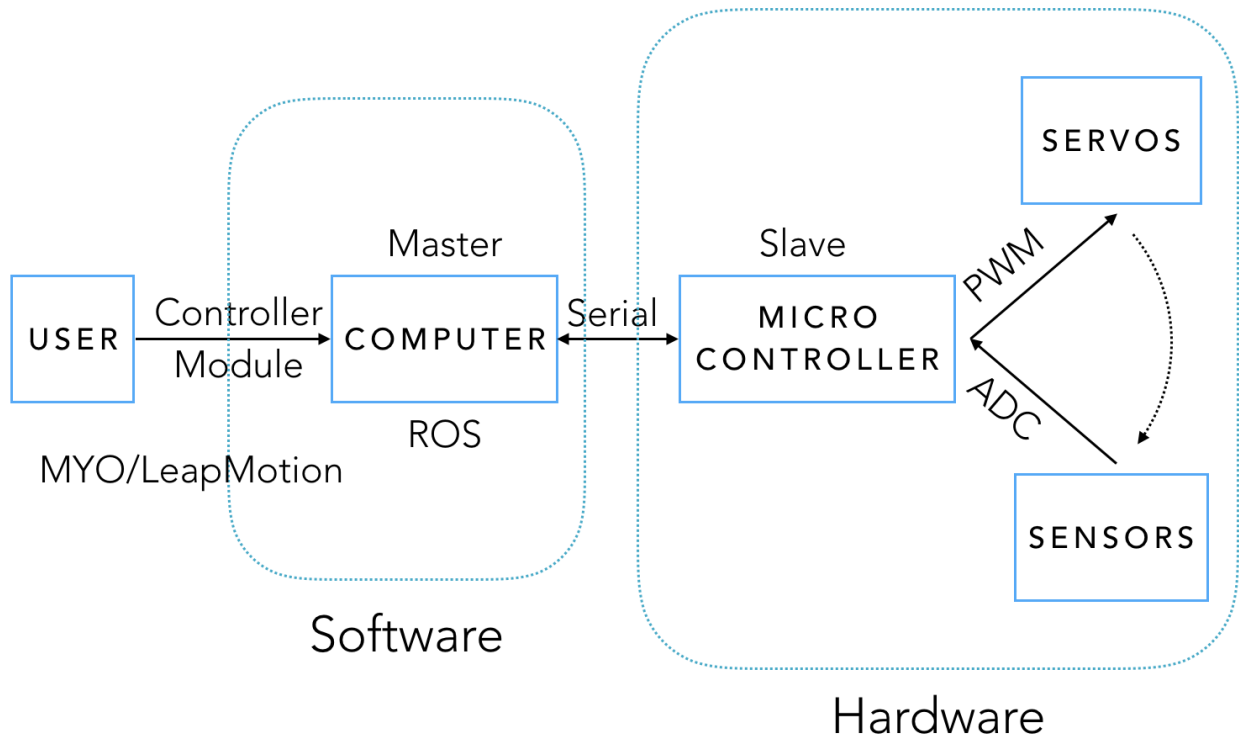 SERVOS
Master
Slave
PWM
USER
Controller
Module
COMPUTER
Serial
MICRO
CONTROLLER
ADC
ROS
MYO/LeapMotion
SENSORS
Software
Hardware